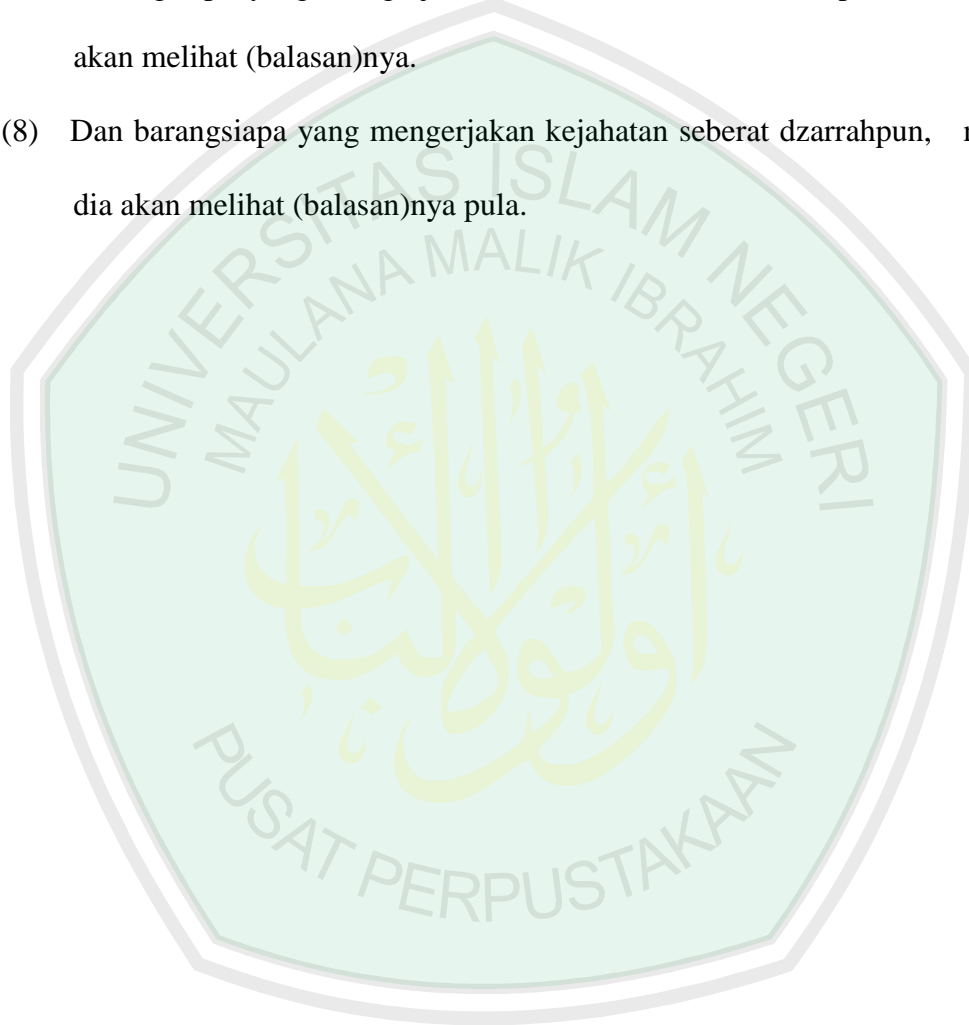 akan melihat (balasan)nya.
(8) Dan barangsiapa yang mengerjakan kejahatan seberat dzarrahpun,
dia akan melihat (balasan)nya pula.
UNIVERSITAS ISLAM NEGERI
MAULANA MALIK IBRAHIM
PUSAT PERPUSTAKAAN